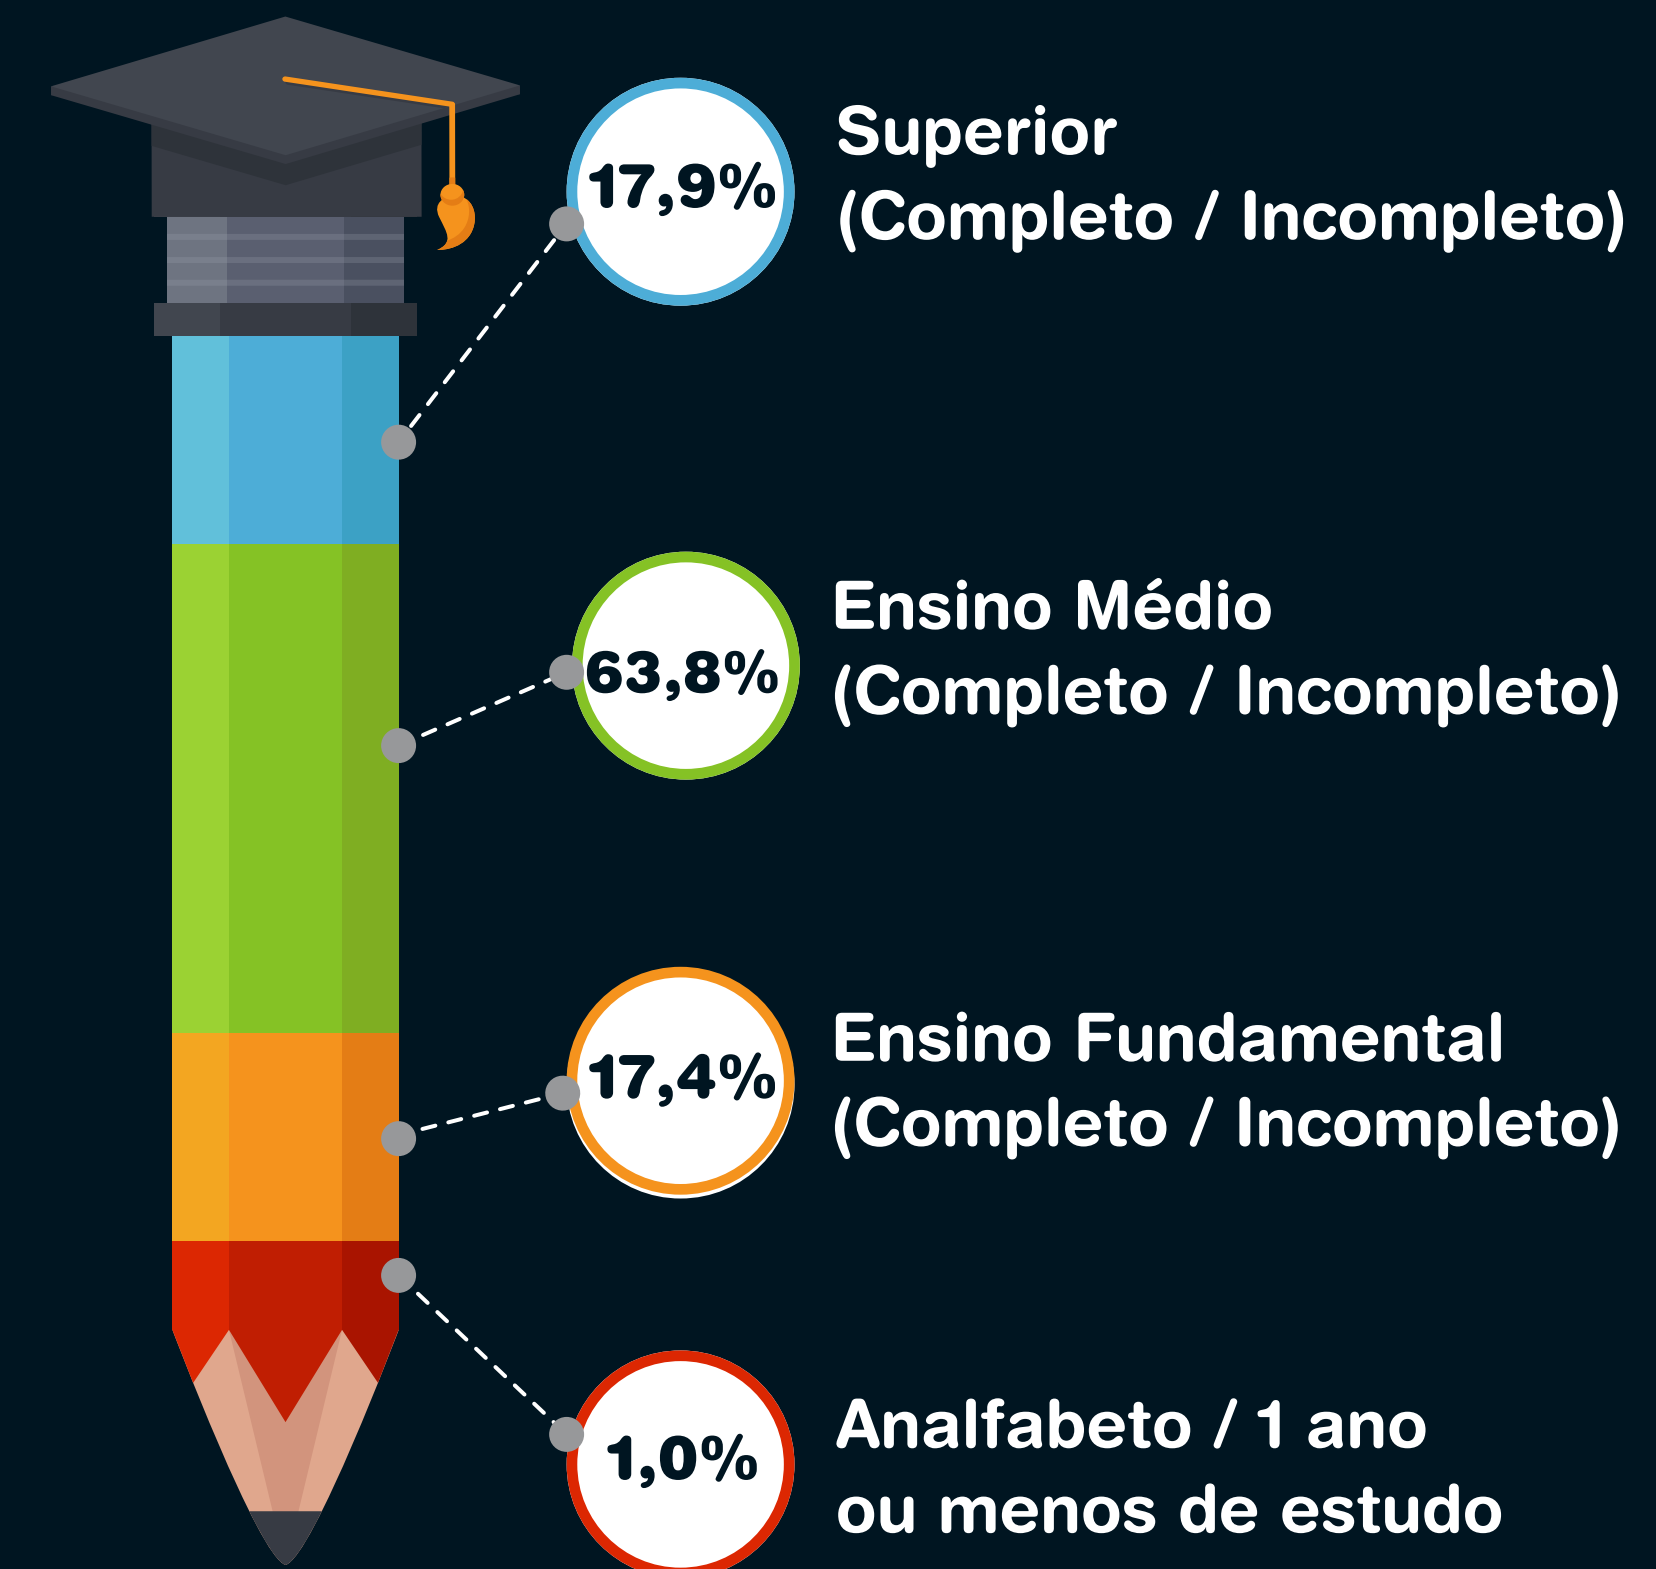 17,9%
Superior
(Completo / Incompleto)
63,8%
Ensino Médio
(Completo / Incompleto)
17,4%
Ensino Fundamental
(Completo / Incompleto)
1,0%
Analfabeto / 1 ano
ou menos de estudo